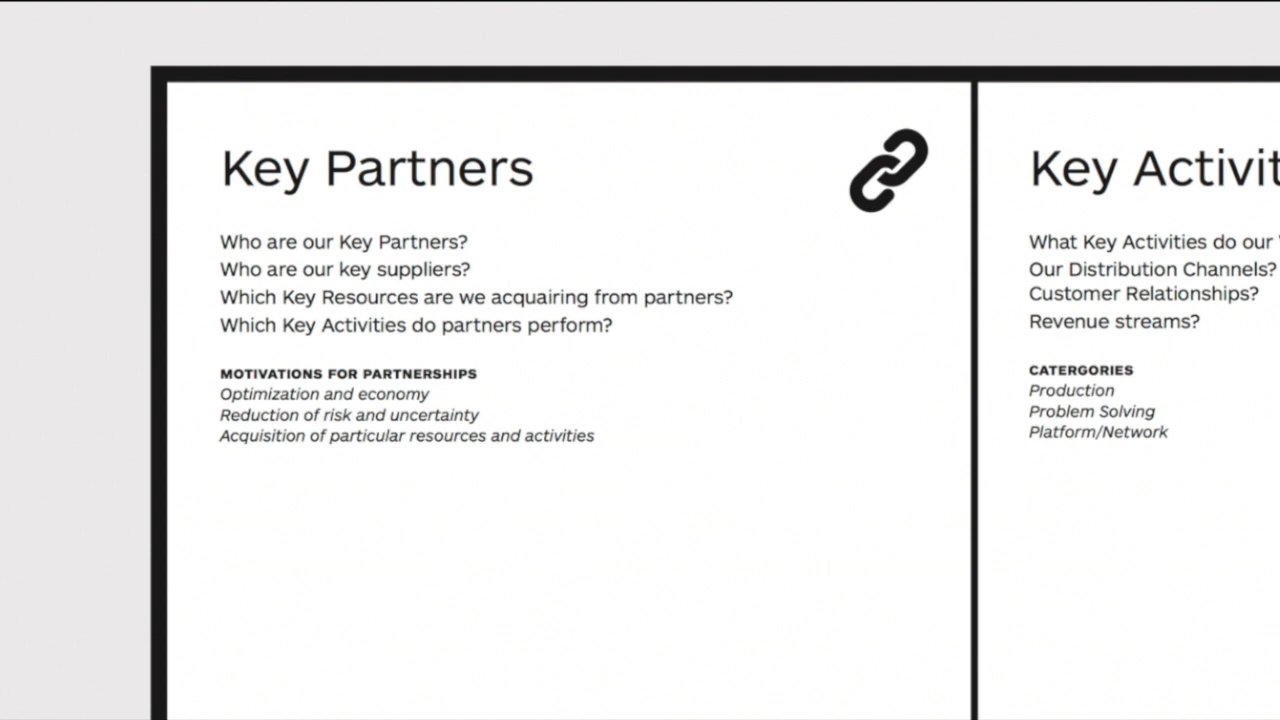 Key Partners
Who are our Key Partners?
Who are our key suppliers?
Which Key Resources are we acquairing from partners?
Which Key Activities do partners perform?
MOTIVATIONS FOR PARTNERSHIPS
Optimization and economy
Reduction of risk and uncertainty
Acquisition of particular resources and activities
Key Activit
What Key Activities do our
Our Distribution Channels?
Customer Relationships?
Revenue streams?
CATERGORIES
Production
Problem Solving
Platform/Network